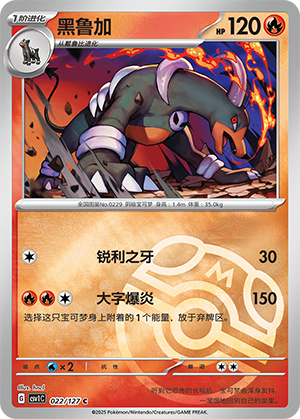 1阶进化
黑鲁加
HP 120
从戴鲁比进化
全国图鉴No.0229 阴暗宝可梦 身高：1.4m 体重：35.0kg
锐利之牙 30
大字爆炎 150
选择这只宝可梦身上附着的1个能量，放于弃牌区。
弱点 ×2 抗性 撤退
G CSV1C 022/127 C
©2025 Pokémon/Nintendo/Creatures/GAME FREAK.